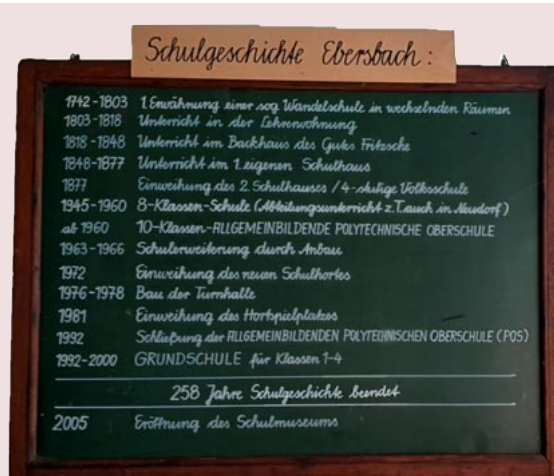 Schulgeschichte Ebersbach:
1742-1803 1. Erwähnung einer sog. Wandelschule in wechselnden Räumen
1803-1818 Unterricht in der Lehrerwohnung
1818-1848 Unterricht im Backhaus des Gutes Fritzsche
1848-1877 Unterricht im 1. eigenen Schulhaus
1877 Einweihung des 2. Schulhauses / 4-stufige Volksschule
1945-1960 8-Klassen-Schule (Abteilungsunterricht z.T. auch in Neudorf)
ab 1960 10-Klassen-ALLGEMEINBILDENDE POLYTECHNISCHE OBERSCHULE
1963-1966 Schulerweiterung durch Anbau
1972 Einweihung des neuen Schulhortes
1976-1978 Bau der Turnhalle
1981 Einweihung des Hortspielplatzes
1992 Schließung der ALLGEMEINBILDENDEN POLYTECHNISCHEN OBERSCHULE (POS)
1992-2000 GRUNDSCHULE für Klassen 1-4
258 Jahre Schulgeschichte beendet
2005 Eröffnung des Schulmuseums